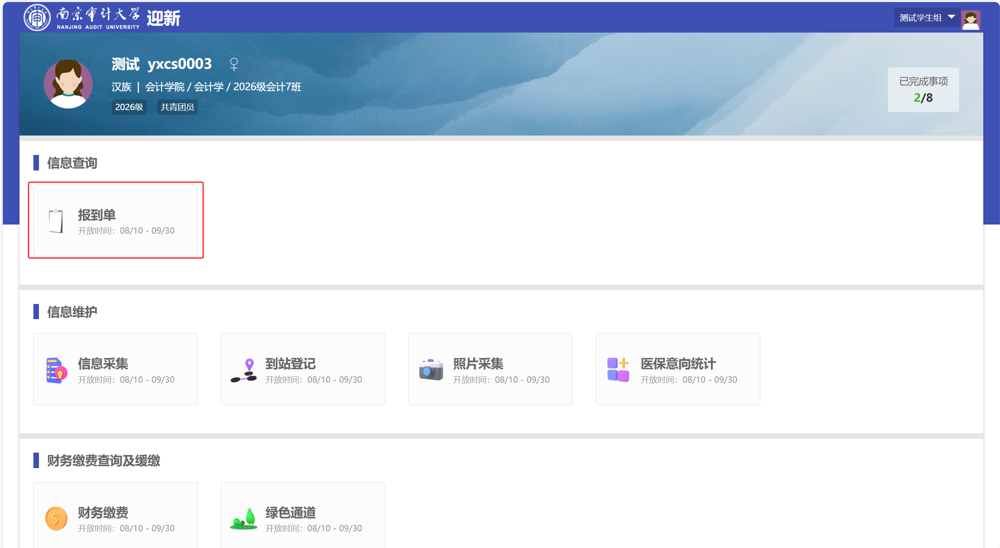 南京审计大学
NANJING AUDIT UNIVERSITY
迎新
测试学生组
测试 yxcs0003 ♀
汉族 | 会计学院 / 会计学 / 2026级会计7班
2026级 共青团员
已完成事项
2/8
信息查询
报到单
开放时间：08/10 - 09/30
信息维护
信息采集
开放时间：08/10 - 09/30
到站登记
开放时间：08/10 - 09/30
照片采集
开放时间：08/10 - 09/30
医保意向统计
开放时间：08/10 - 09/30
财务缴费查询及缓缴
财务缴费
开放时间：08/10 - 09/30
绿色通道
开放时间：08/10 - 09/30